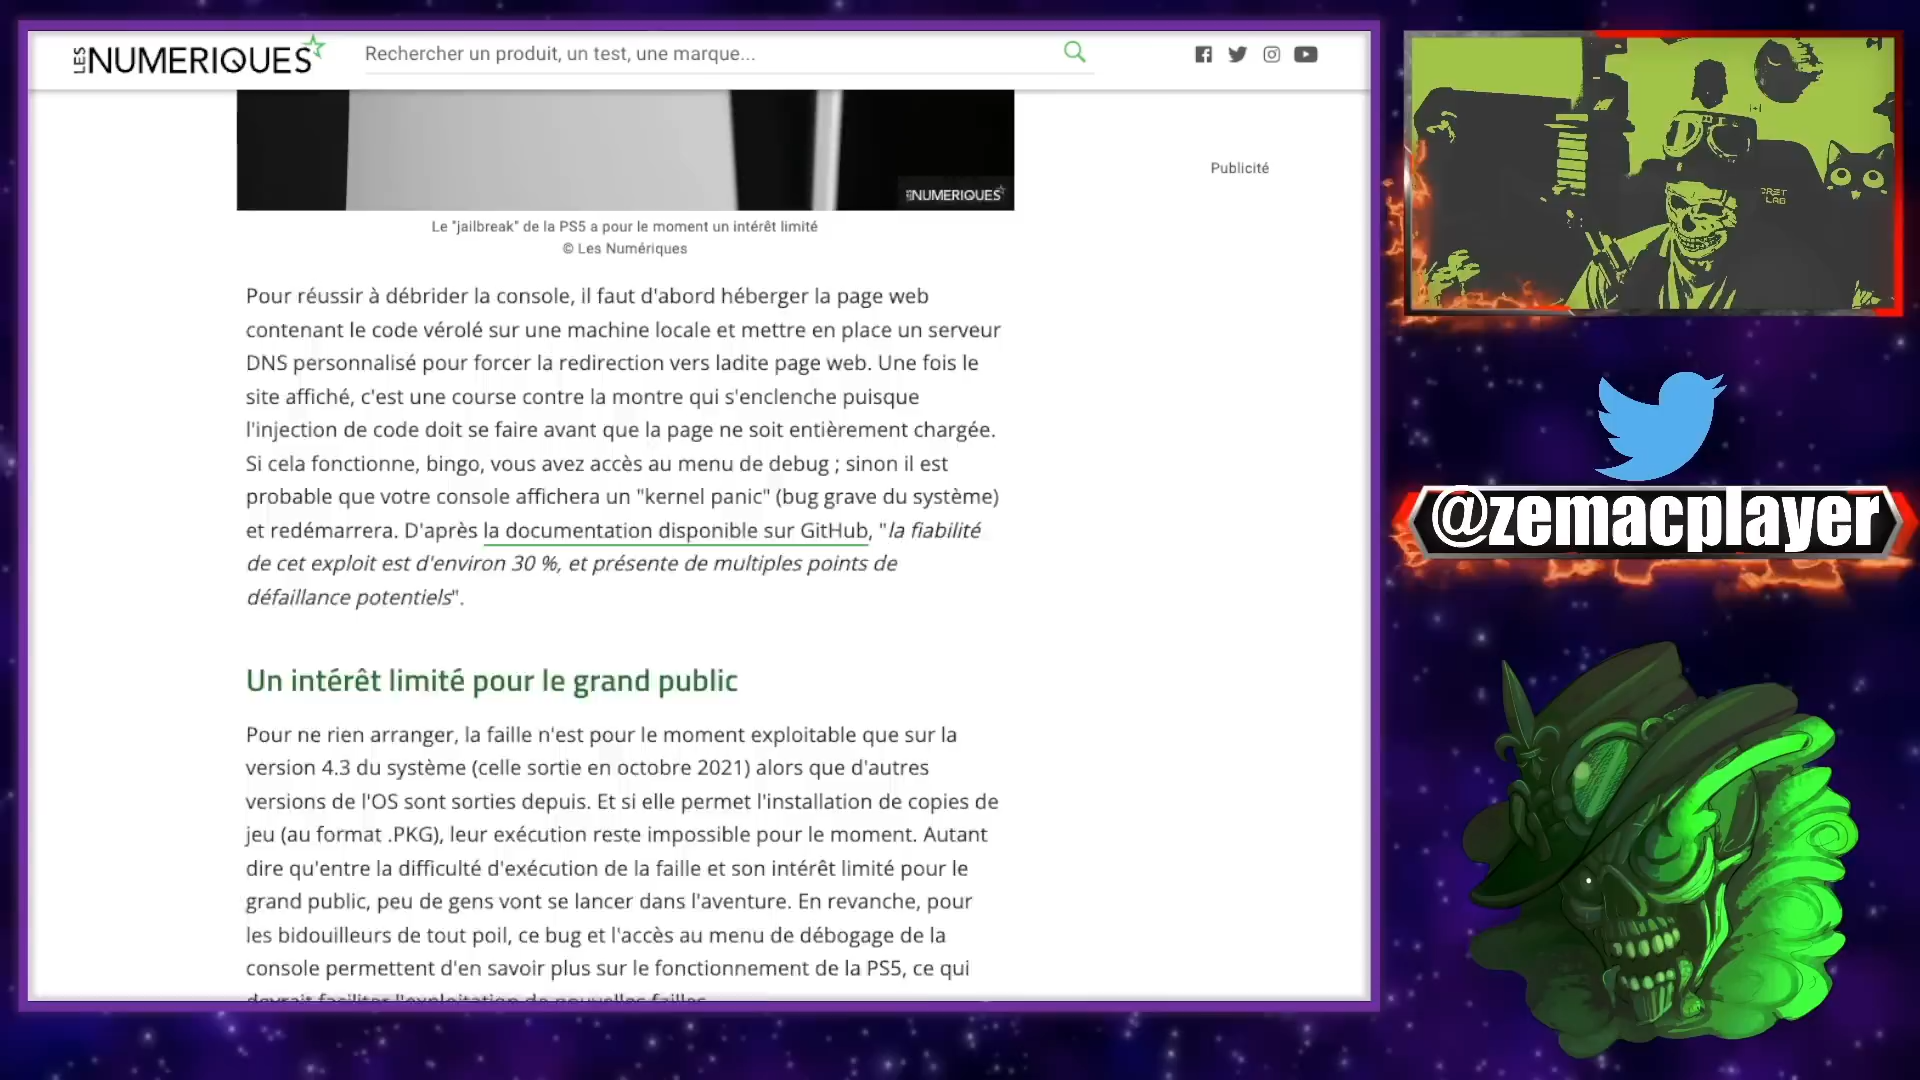 LES NUMERIQUES
Rechercher un produit, un test, une marque...
NUMERIQUES
Publicité
Le "jailbreak" de la PS5 a pour le moment un intérêt limité
© Les Numériques
Pour réussir à débrider la console, il faut d'abord héberger la page web
contenant le code vérolé sur une machine locale et mettre en place un serveur
DNS personnalisé pour forcer la redirection vers ladite page web. Une fois le
site affiché, c'est une course contre la montre qui s'enclenche puisque
l'injection de code doit se faire avant que la page ne soit entièrement chargée.
Si cela fonctionne, bingo, vous avez accès au menu de debug ; sinon il est
probable que votre console affichera un "kernel panic" (bug grave du système)
et redémarrera. D'après la documentation disponible sur GitHub, "la fiabilité
de cet exploit est d'environ 30 %, et présente de multiples points de
défaillance potentiels".
Un intérêt limité pour le grand public
Pour ne rien arranger, la faille n'est pour le moment exploitable que sur la
version 4.3 du système (celle sortie en octobre 2021) alors que d'autres
versions de l'OS sont sorties depuis. Et si elle permet l'installation de copies de
jeu (au format .PKG), leur exécution reste impossible pour le moment. Autant
dire qu'entre la difficulté d'exécution de la faille et son intérêt limité pour le
grand public, peu de gens vont se lancer dans l'aventure. En revanche, pour
les bidouilleurs de tout poil, ce bug et l'accès au menu de débogage de la
console permettent d'en savoir plus sur le fonctionnement de la PS5, ce qui
devrait faciliter l'exploitation de nouvelles failles.
LAB
@zemacplayer